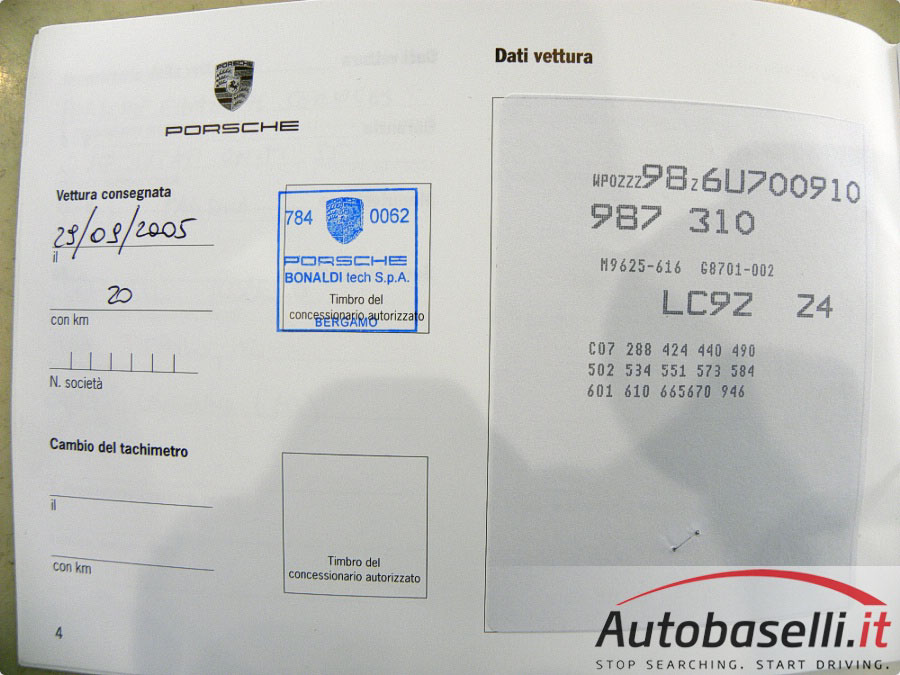 PORSCHE
PORSCHE
Vettura consegnata
29/09/2005
il
20
con km
N. società
784 0062
PORSCHE
BONALDI tech S.p.A.
Timbro del
concessionario autorizzato
BERGAMO
Cambio del tachimetro
il
con km
Timbro del
concessionario autorizzato
4
Dati vettura
WP0ZZZ98Z6U700910
987 310
M9625-616 G8701-002
LC9Z Z4
C07 288 424 440 490
502 534 551 573 584
601 610 665670 946
Autobaselli.it
STOP SEARCHING. START DRIVING.